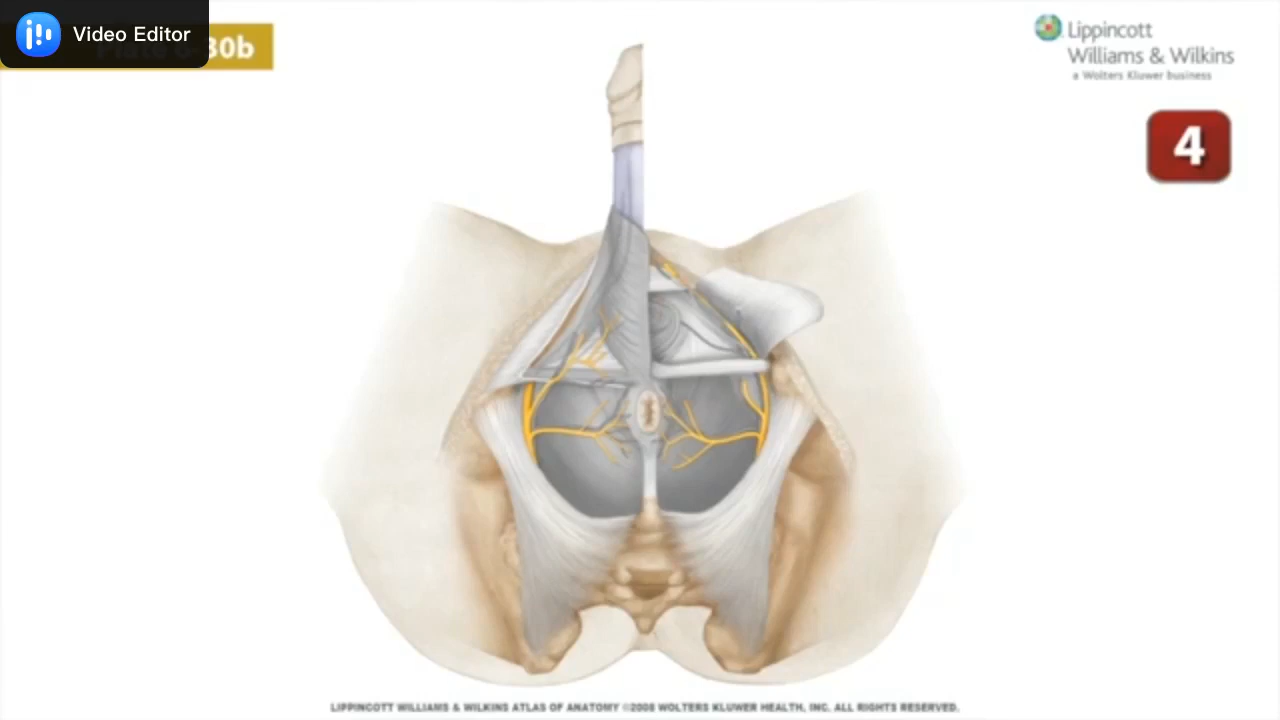 Video Editor
30b
Lippincott
Williams & Wilkins
a Wolters Kluwer business
4
LIPPINCOTT WILLIAMS & WILKINS ATLAS OF ANATOMY ©2008 WOLTERS KLUWER HEALTH, INC. ALL RIGHTS RESERVED.